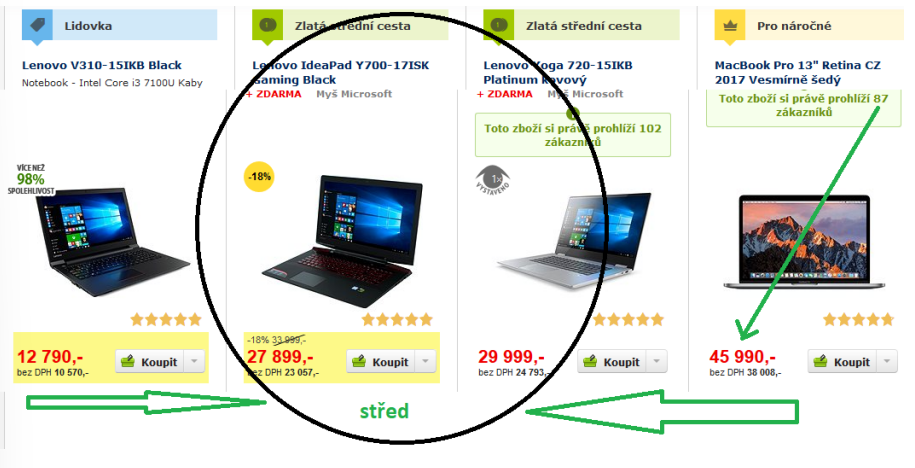 Lidovka
Lenovo V310-15IKB Black
Notebook - Intel Core i3 7100U Kaby
VÍCE NEŽ
98%
SPOLEHLIVOST
12 790,-
bez DPH 10 570,-
Koupit
1
Zlatá střední cesta
Lenovo IdeaPad Y700-17ISK
Gaming Black
+ ZDARMA Myš Microsoft
-18%
-18% 33 999,-
27 899,-
bez DPH 23 057,-
Koupit
1
Zlatá střední cesta
Lenovo Yoga 720-15IKB
Platinum kovový
+ ZDARMA Myš Microsoft
Toto zboží si právě prohlíží 102
zákazníků
1x
VYSTAVENO
29 999,-
bez DPH 24 793,-
Koupit
Pro náročné
MacBook Pro 13" Retina CZ
2017 Vesmírně šedý
Toto zboží si právě prohlíží 87
zákazníků
45 990,-
bez DPH 38 008,-
Koupit
střed